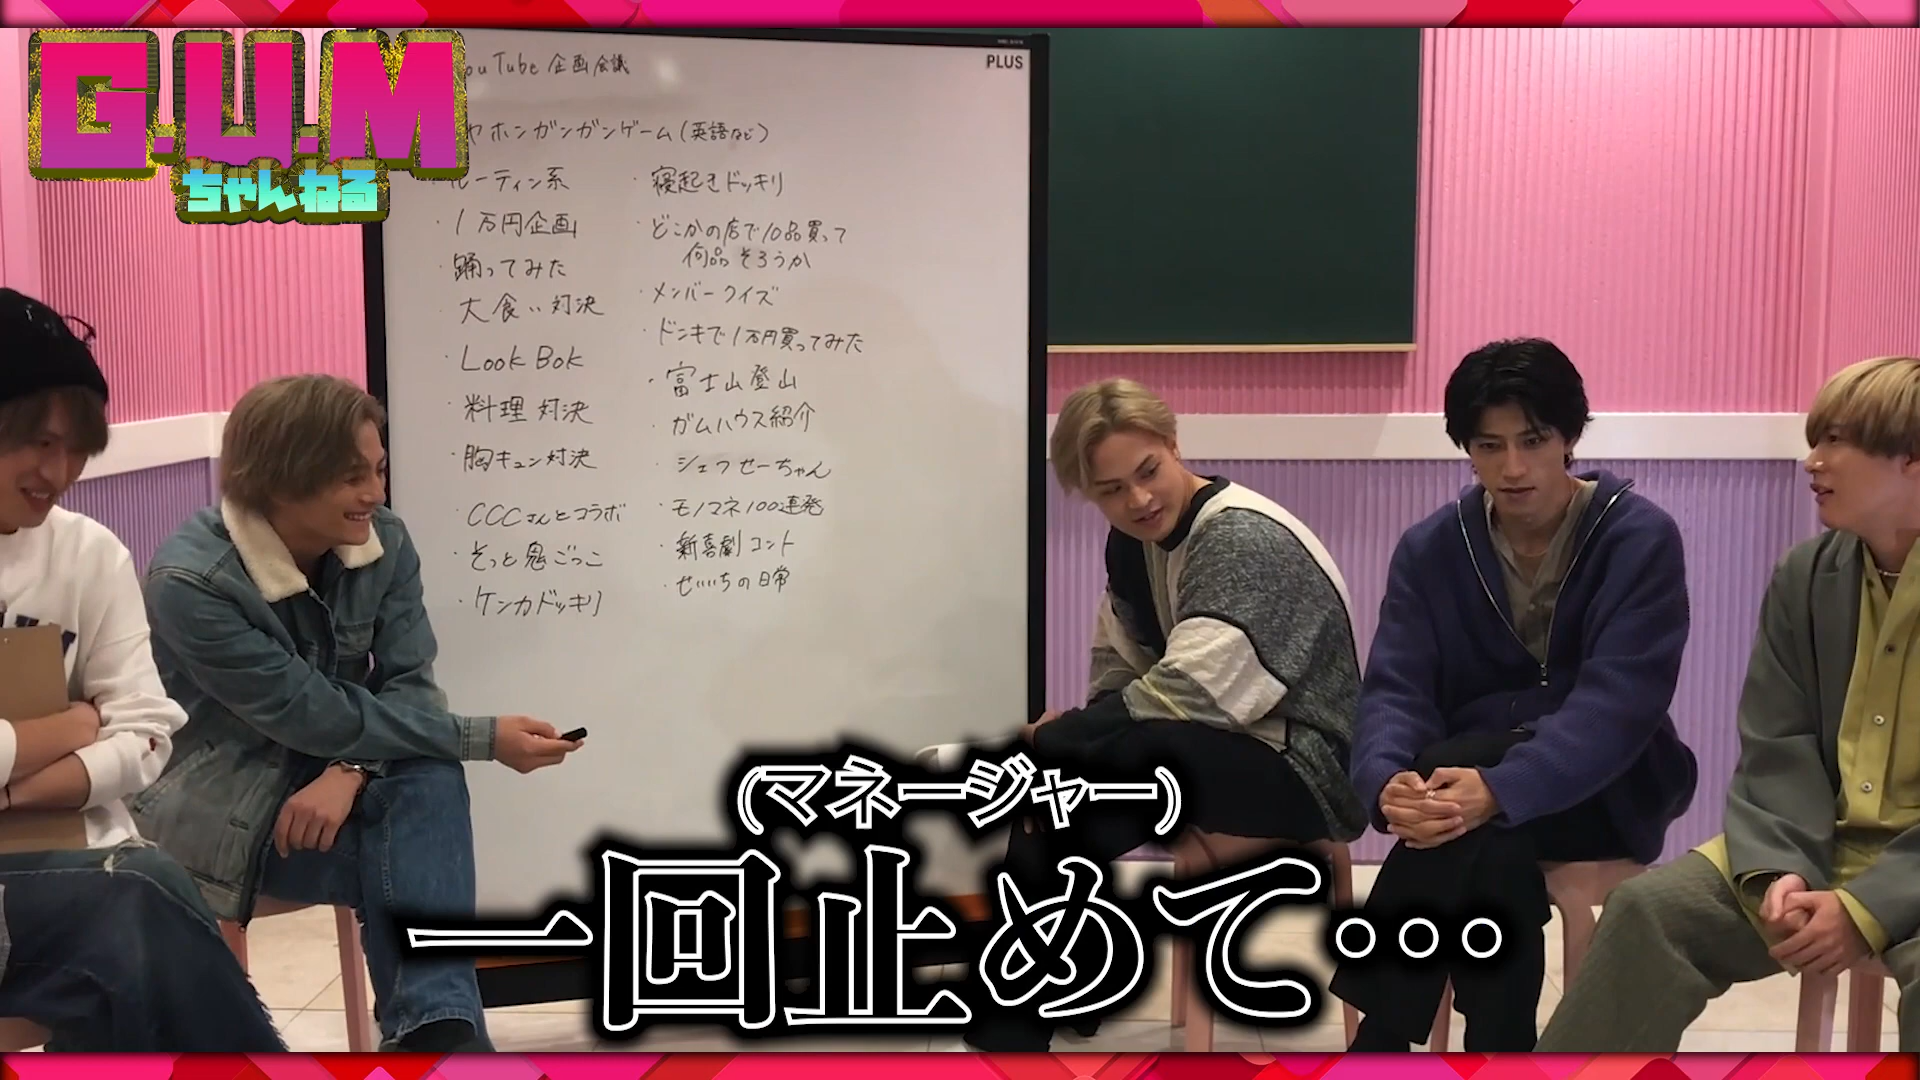 G.U.M
ちゃんねる
PLUS
ouTube 企画会議
ヤホンガンガンゲーム(英語など)
・ルーティン系
・1万円企画
・踊ってみた
・大食い対決
・Look Bok
・料理対決
・胸キュン対決
・CCCさんとコラボ
・そっと鬼ごっこ
・ケンカドッキリ
・寝起きドッキリ
・どこかの店で10品買って
何品そろうか
・メンバークイズ
・ドンキで1万円買ってみた
・富士山登山
・ガムハウス紹介
・シェフせーちゃん
・モノマネ100連発
・新喜劇コント
・せいいちの日常
(マネージャー)
一回止めて…